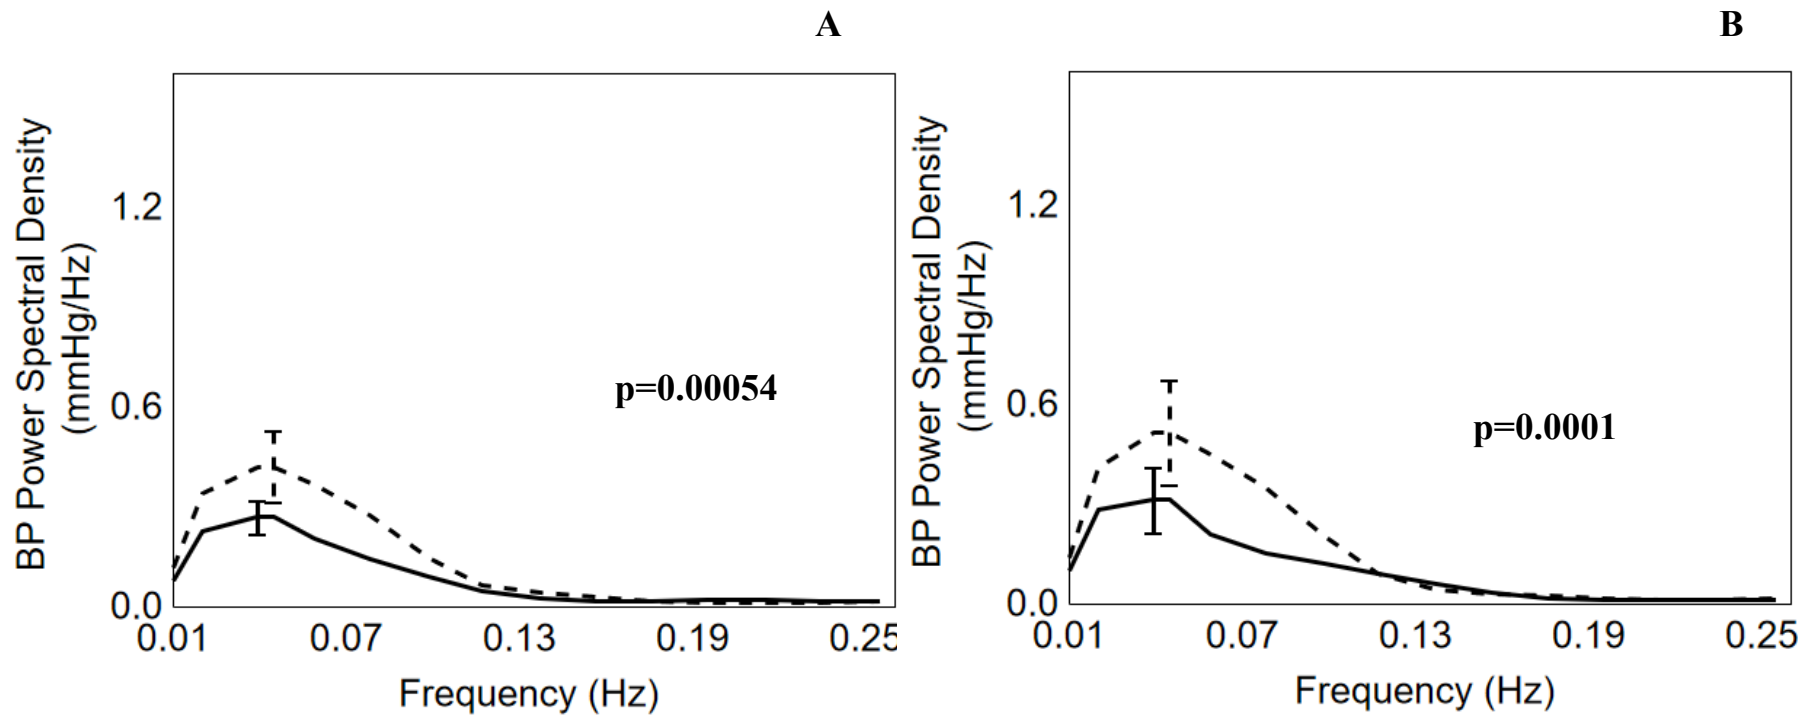 A
BP Power Spectral Density
(mmHg/Hz)
1.2
0.6
0.0
p=0.00054
0.01 0.07 0.13 0.19 0.25
Frequency (Hz)
B
BP Power Spectral Density
(mmHg/Hz)
1.2
0.6
0.0
p=0.0001
0.01 0.07 0.13 0.19 0.25
Frequency (Hz)